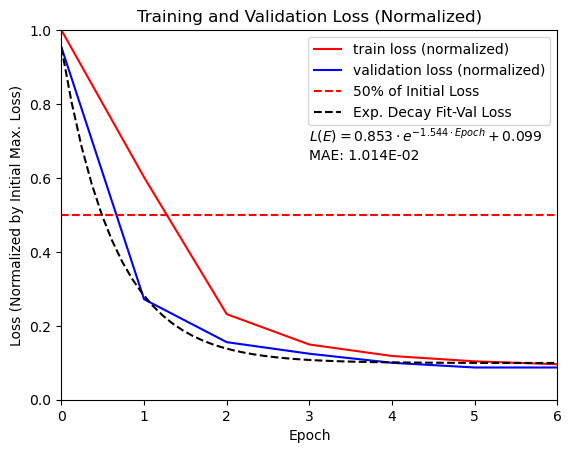 Training and Validation Loss (Normalized)
Loss (Normalized by Initial Max. Loss)
1.0
0.8
0.6
0.4
0.2
0.0
train loss (normalized)
validation loss (normalized)
50% of Initial Loss
Exp. Decay Fit-Val Loss
L(E) = 0.853 · e^{-1.544 · Epoch} + 0.099
MAE: 1.014E-02
0 1 2 3 4 5 6
Epoch